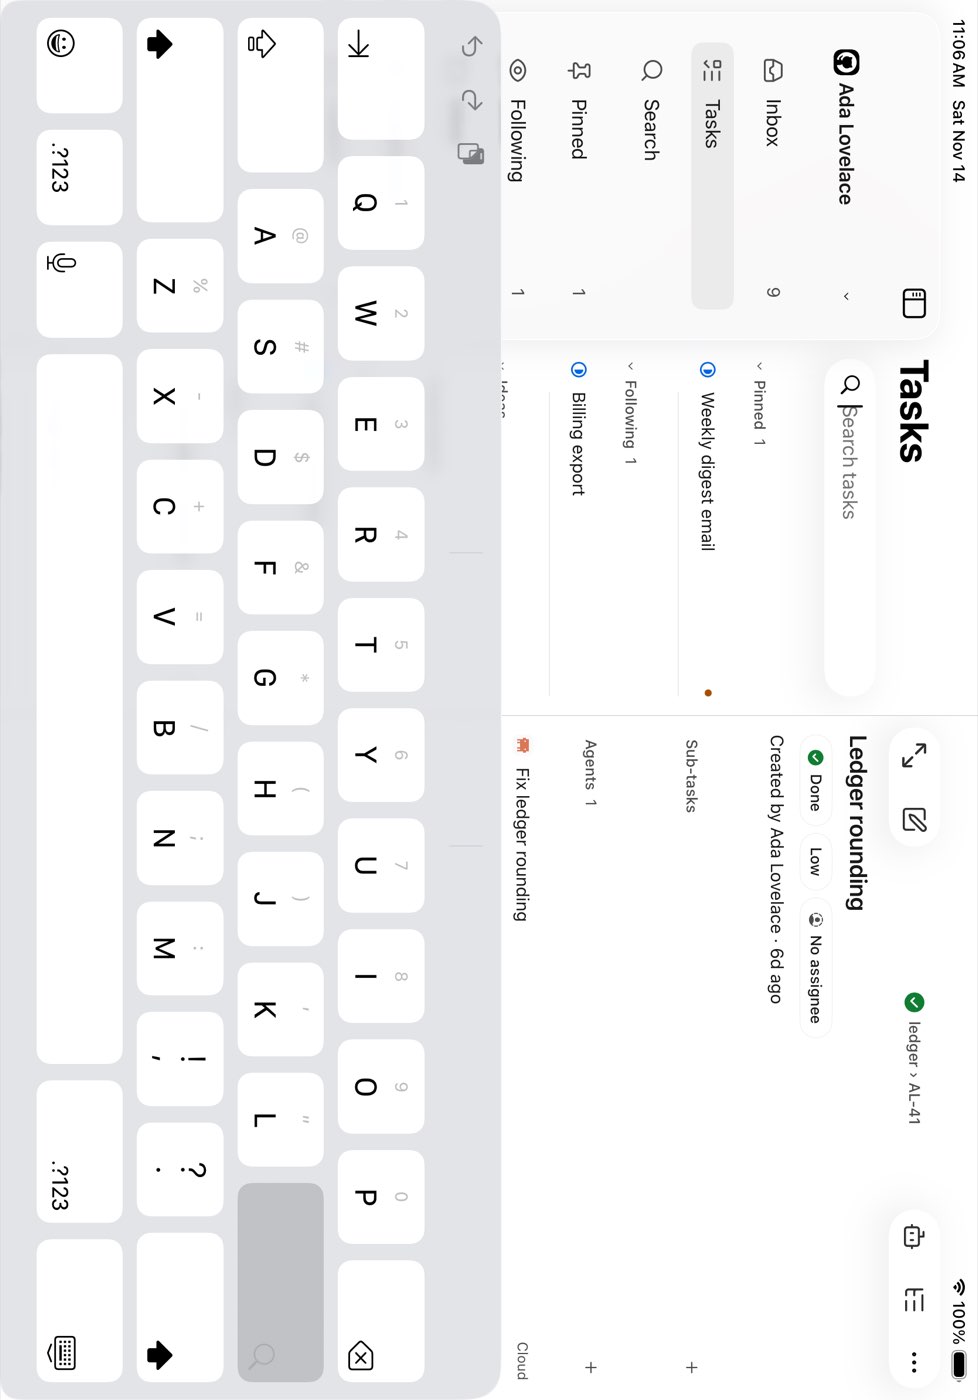 11:06 AM Sat Nov 14
100%
Ada Lovelace
Inbox 9
Tasks
Search
Pinned 1
Following 1
Tasks
Search tasks
Pinned 1
Weekly digest email
Following 1
Billing export
Ideas
ledger › AL-41
Ledger rounding
Done Low No assignee
Created by Ada Lovelace · 6d ago
Sub-tasks
Agents 1
Fix ledger rounding Cloud
1 2 3 4 5 6 7 8 9 0
Q W E R T Y U I O P
@ # $ & * ( ) ' "
A S D F G H J K L
% - + = / ; : ! ?
Z X C V B N M , .
.?123 .?123